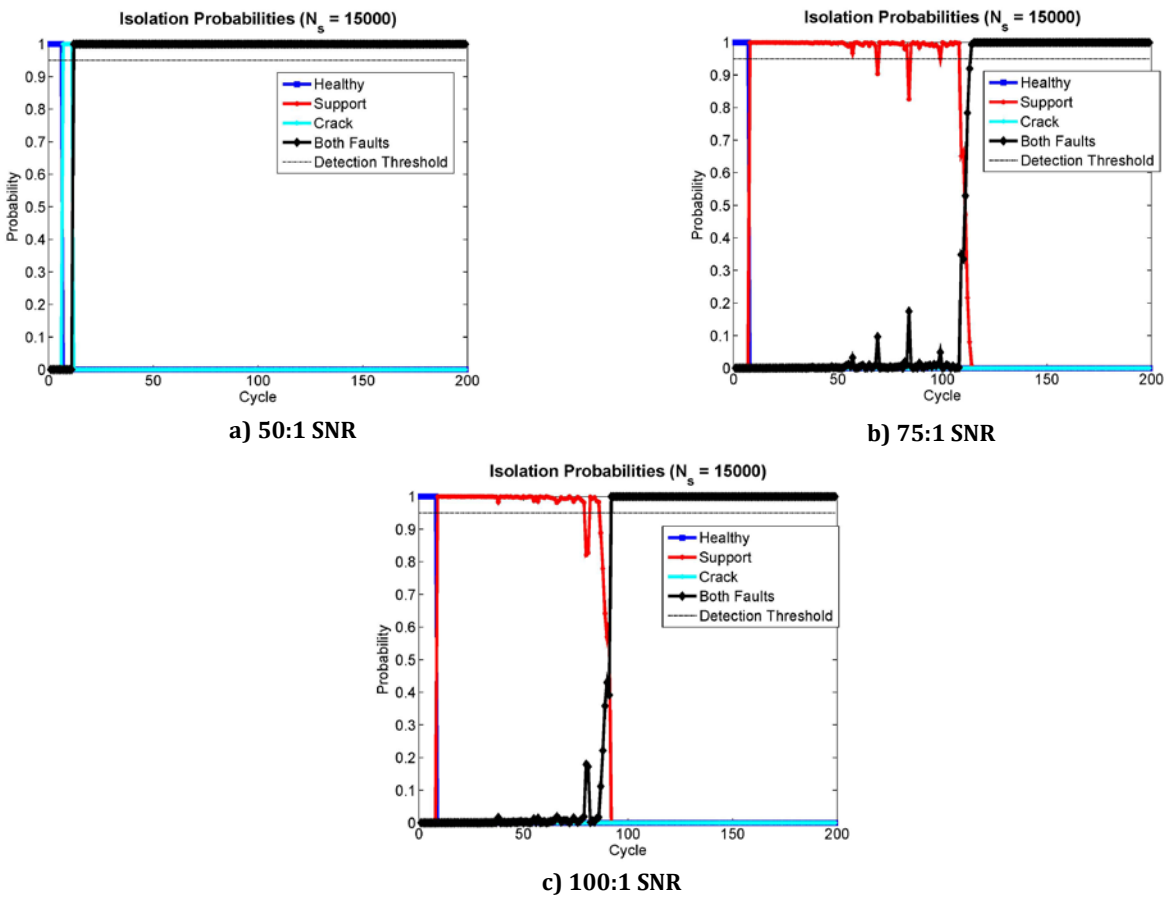 Isolation Probabilities (Nₛ = 15000)
1
0.9
0.8
0.7
0.6
0.5
0.4
0.3
0.2
0.1
0
Probability
Healthy
Support
Crack
Both Faults
Detection Threshold
0 50 100 150 200
Cycle
a) 50:1 SNR
Isolation Probabilities (Nₛ = 15000)
1
0.9
0.8
0.7
0.6
0.5
0.4
0.3
0.2
0.1
0
Probability
Healthy
Support
Crack
Both Faults
Detection Threshold
0 50 100 150 200
Cycle
b) 75:1 SNR
Isolation Probabilities (Nₛ = 15000)
1
0.9
0.8
0.7
0.6
0.5
0.4
0.3
0.2
0.1
0
Probability
Healthy
Support
Crack
Both Faults
Detection Threshold
0 50 100 150 200
Cycle
c) 100:1 SNR